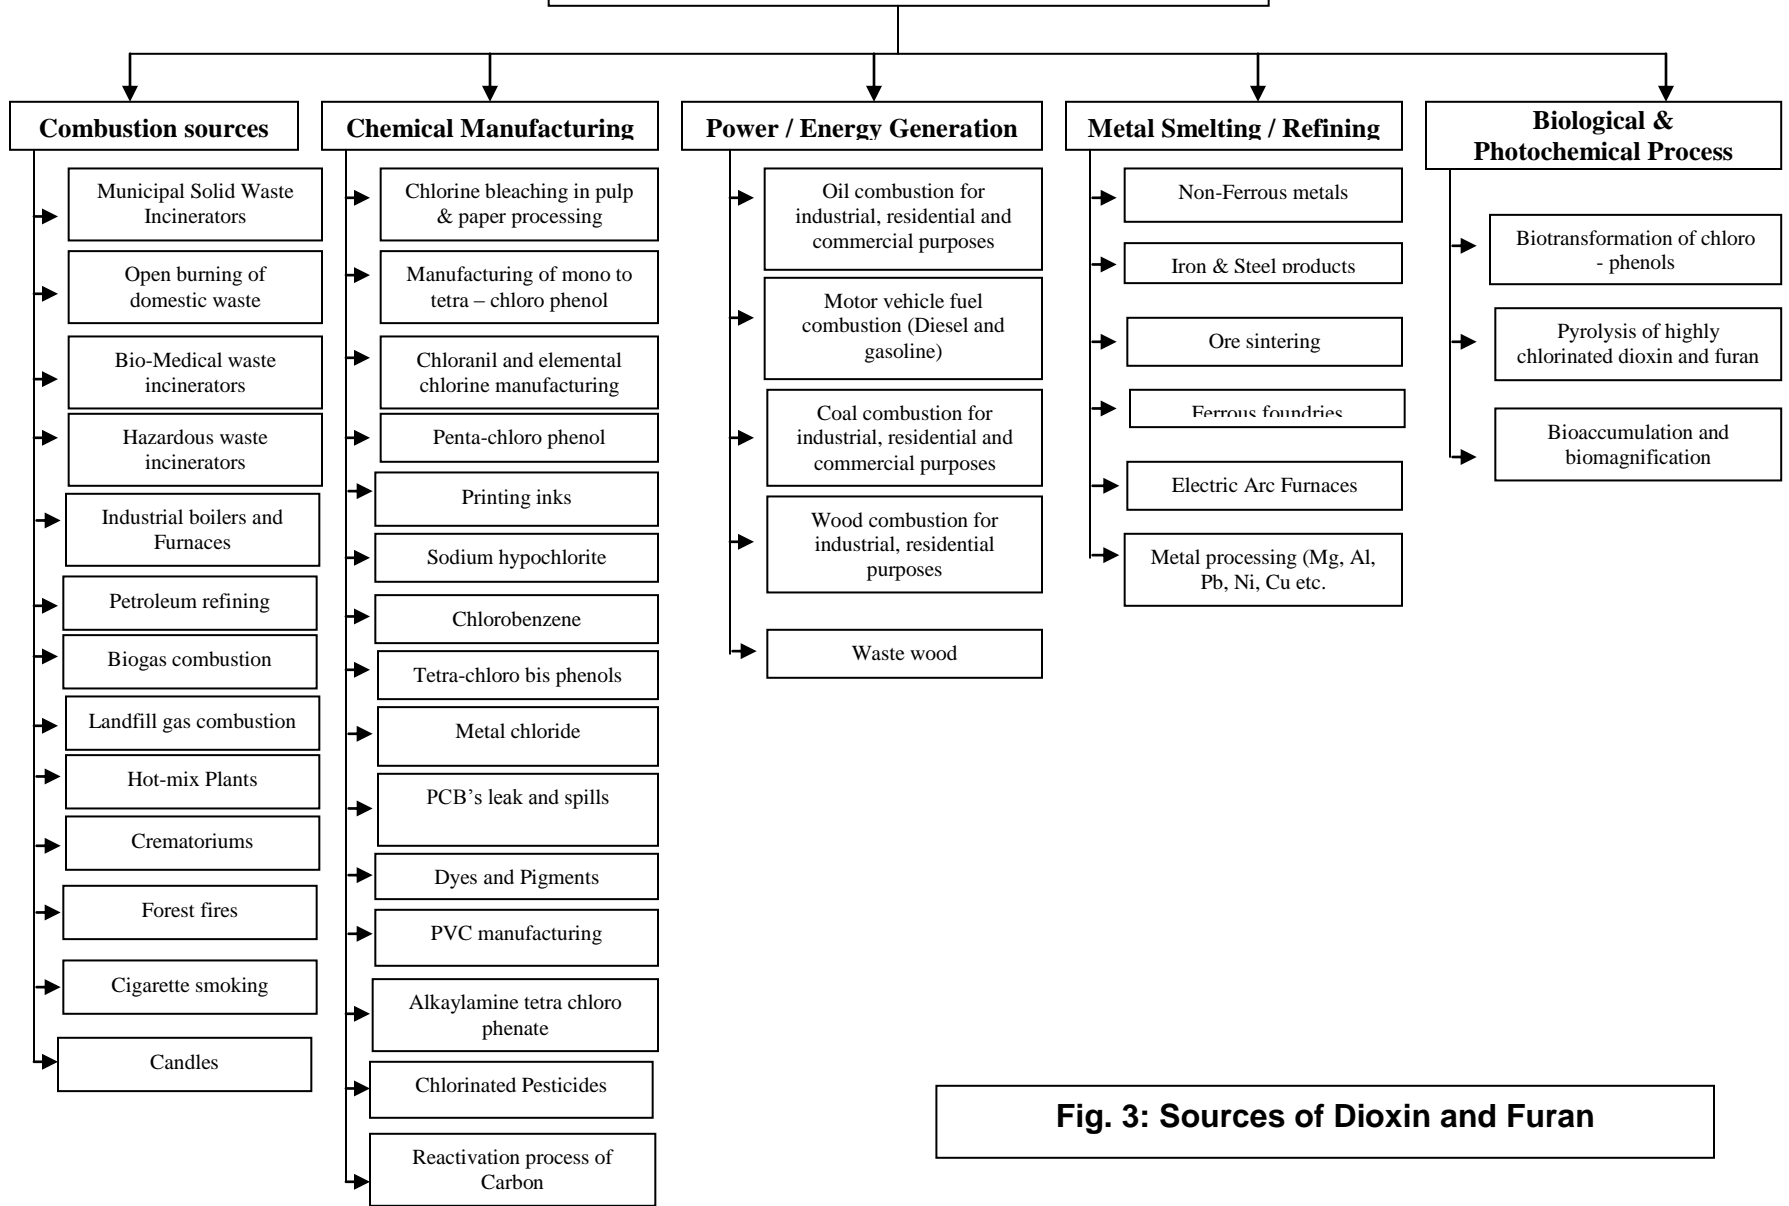 Combustion sources
Municipal Solid Waste
Incinerators
Open burning of
domestic waste
Bio-Medical waste
incinerators
Hazardous waste
incinerators
Industrial boilers and
Furnaces
Petroleum refining
Biogas combustion
Landfill gas combustion
Hot-mix Plants
Crematoriums
Forest fires
Cigarette smoking
Candles
Chemical Manufacturing
Chlorine bleaching in pulp
& paper processing
Manufacturing of mono to
tetra – chloro phenol
Chloranil and elemental
chlorine manufacturing
Penta-chloro phenol
Printing inks
Sodium hypochlorite
Chlorobenzene
Tetra-chloro bis phenols
Metal chloride
PCB’s leak and spills
Dyes and Pigments
PVC manufacturing
Alkaylamine tetra chloro
phenate
Chlorinated Pesticides
Reactivation process of
Carbon
Power / Energy Generation
Oil combustion for
industrial, residential and
commercial purposes
Motor vehicle fuel
combustion (Diesel and
gasoline)
Coal combustion for
industrial, residential and
commercial purposes
Wood combustion for
industrial, residential
purposes
Waste wood
Metal Smelting / Refining
Non-Ferrous metals
Iron & Steel products
Ore sintering
Ferrous foundries
Electric Arc Furnaces
Metal processing (Mg, Al,
Pb, Ni, Cu etc.
Biological &
Photochemical Process
Biotransformation of chloro
- phenols
Pyrolysis of highly
chlorinated dioxin and furan
Bioaccumulation and
biomagnification
Fig. 3: Sources of Dioxin and Furan